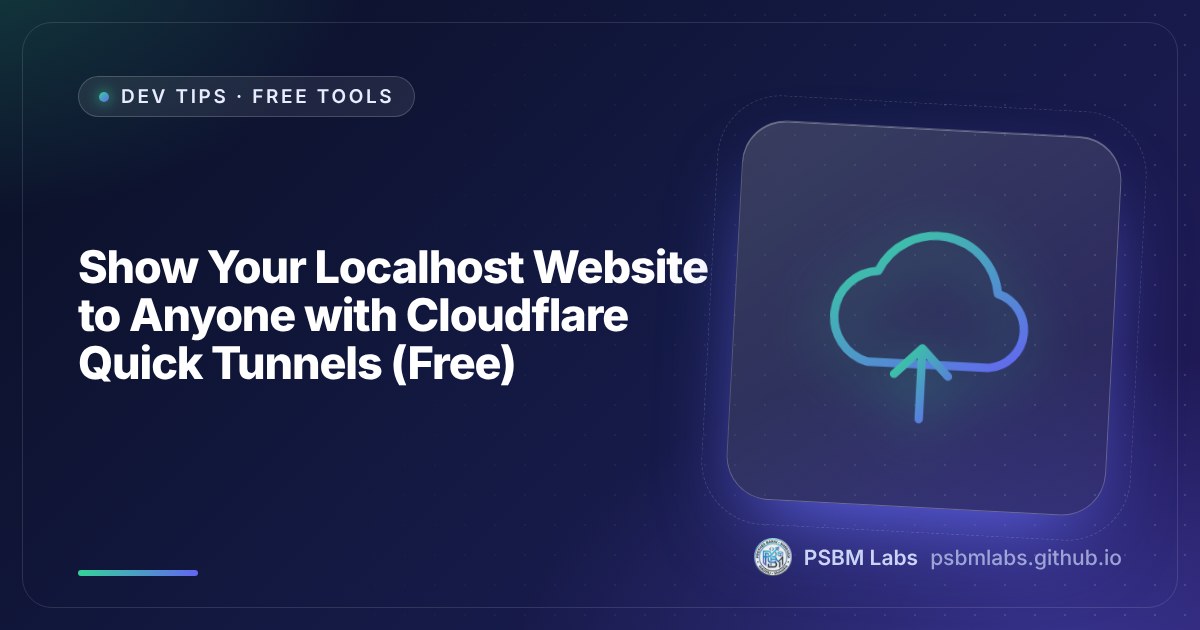 DEV TIPS · FREE TOOLS
Show Your Localhost Website
to Anyone with Cloudflare
Quick Tunnels (Free)
PSBM Labs psbmlabs.github.io